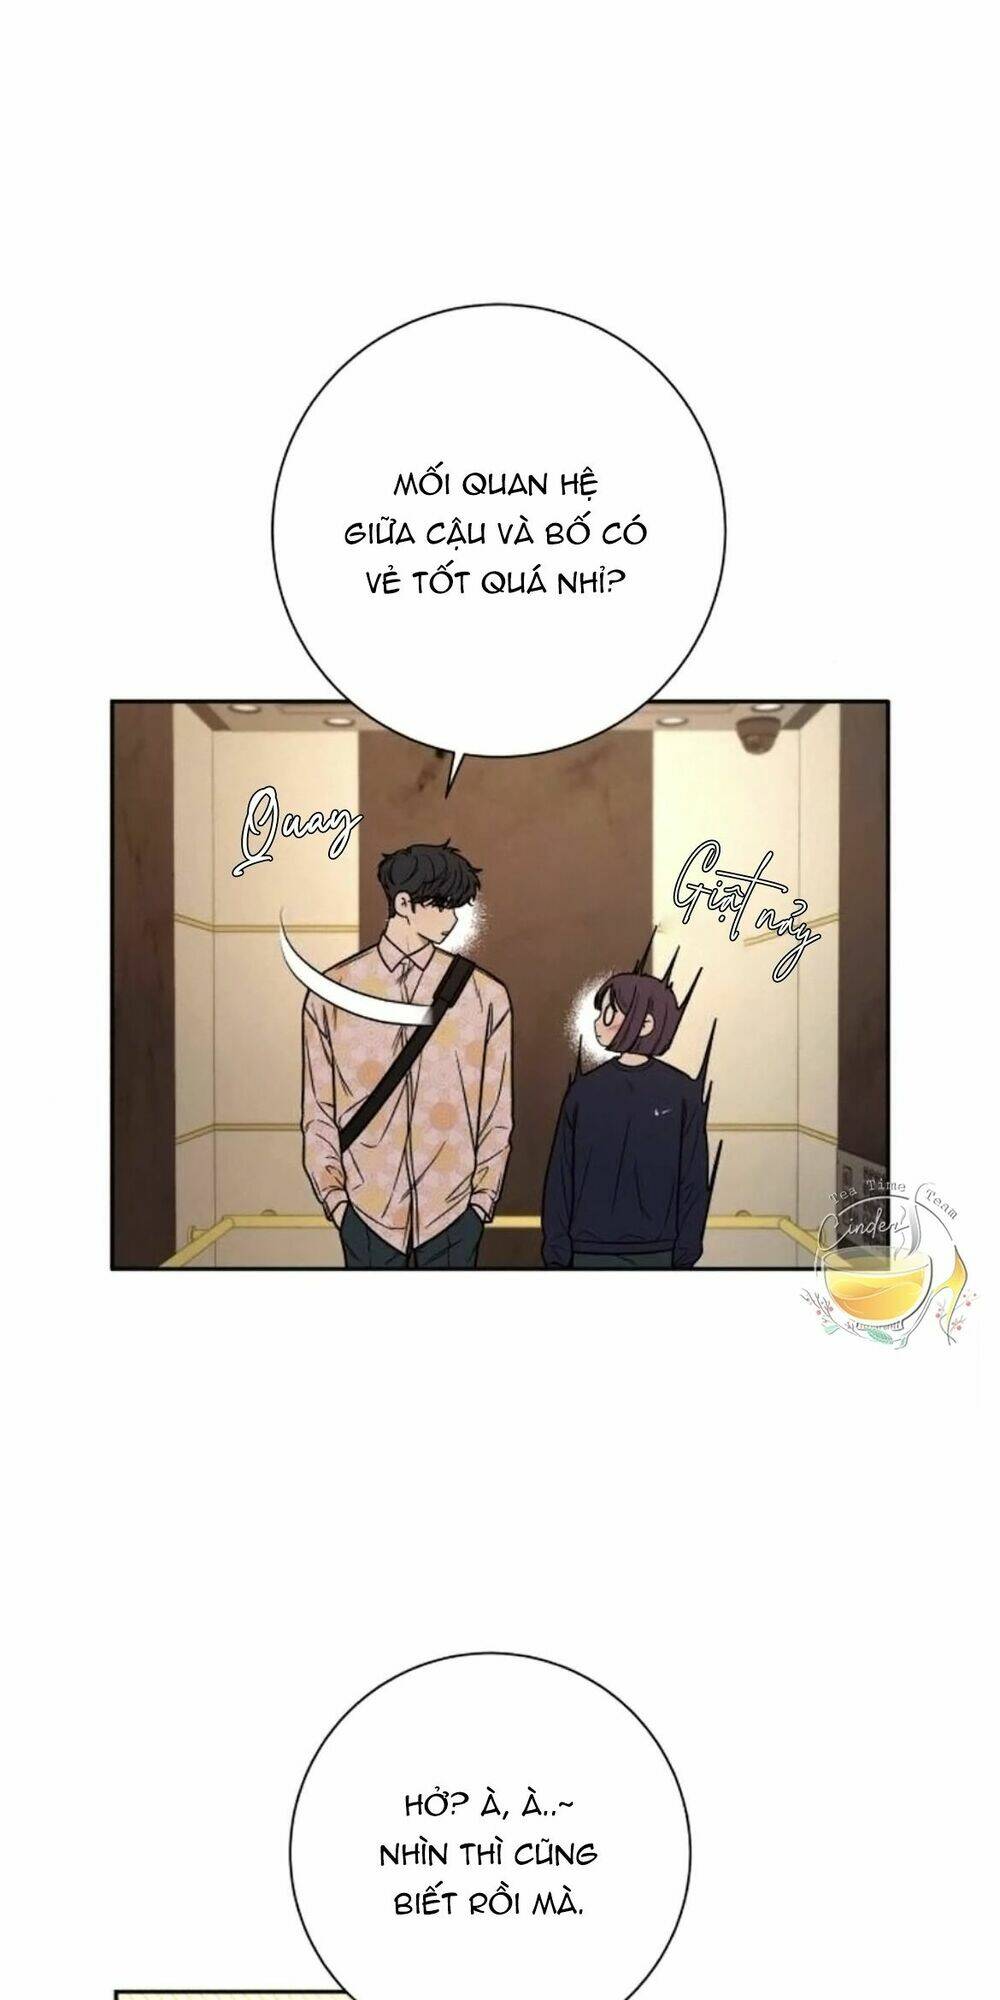 MỐI QUAN HỆ
GIỮA CẬU VÀ BỐ CÓ
VẺ TỐT QUÁ NHỈ?
Quay
Giật nảy
Tea Time Team
Cinder
HỞ? À, À..~
NHÌN THÌ CŨNG
BIẾT RỒI MÀ.